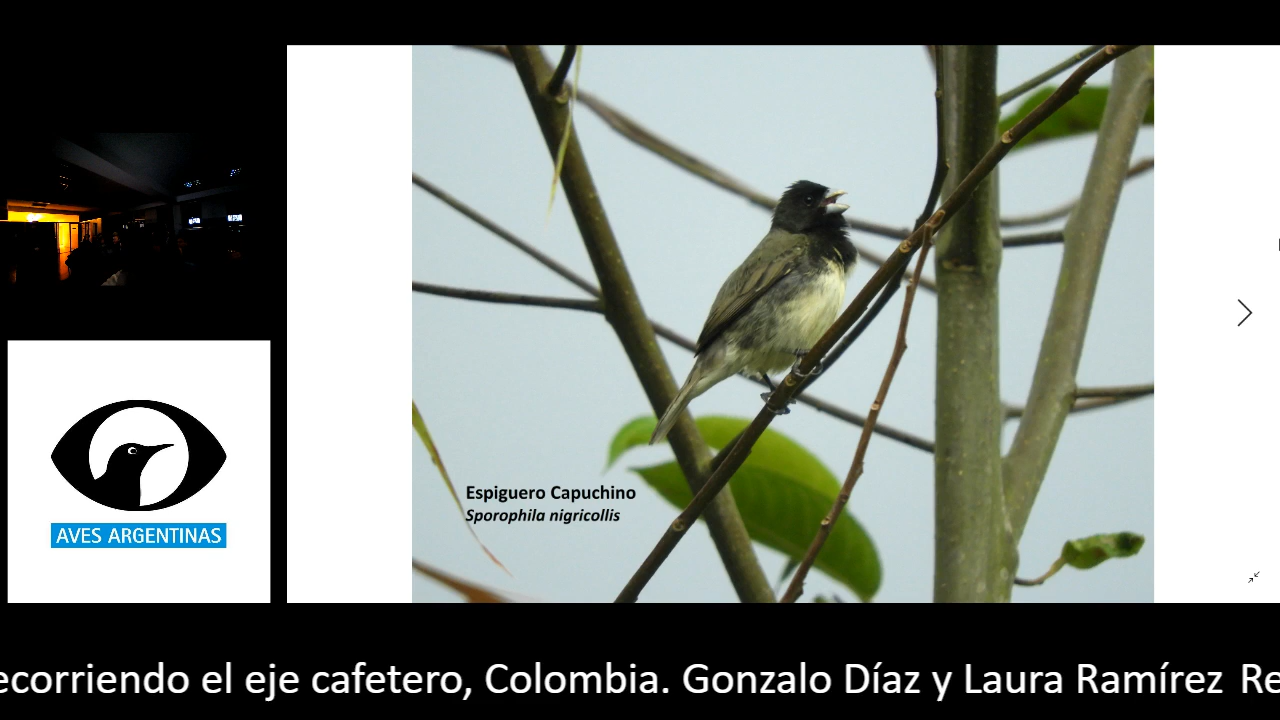 Espiguero Capuchino
Sporophila nigricollis
AVES ARGENTINAS
ecorriendo el eje cafetero, Colombia. Gonzalo Díaz y Laura Ramírez Re